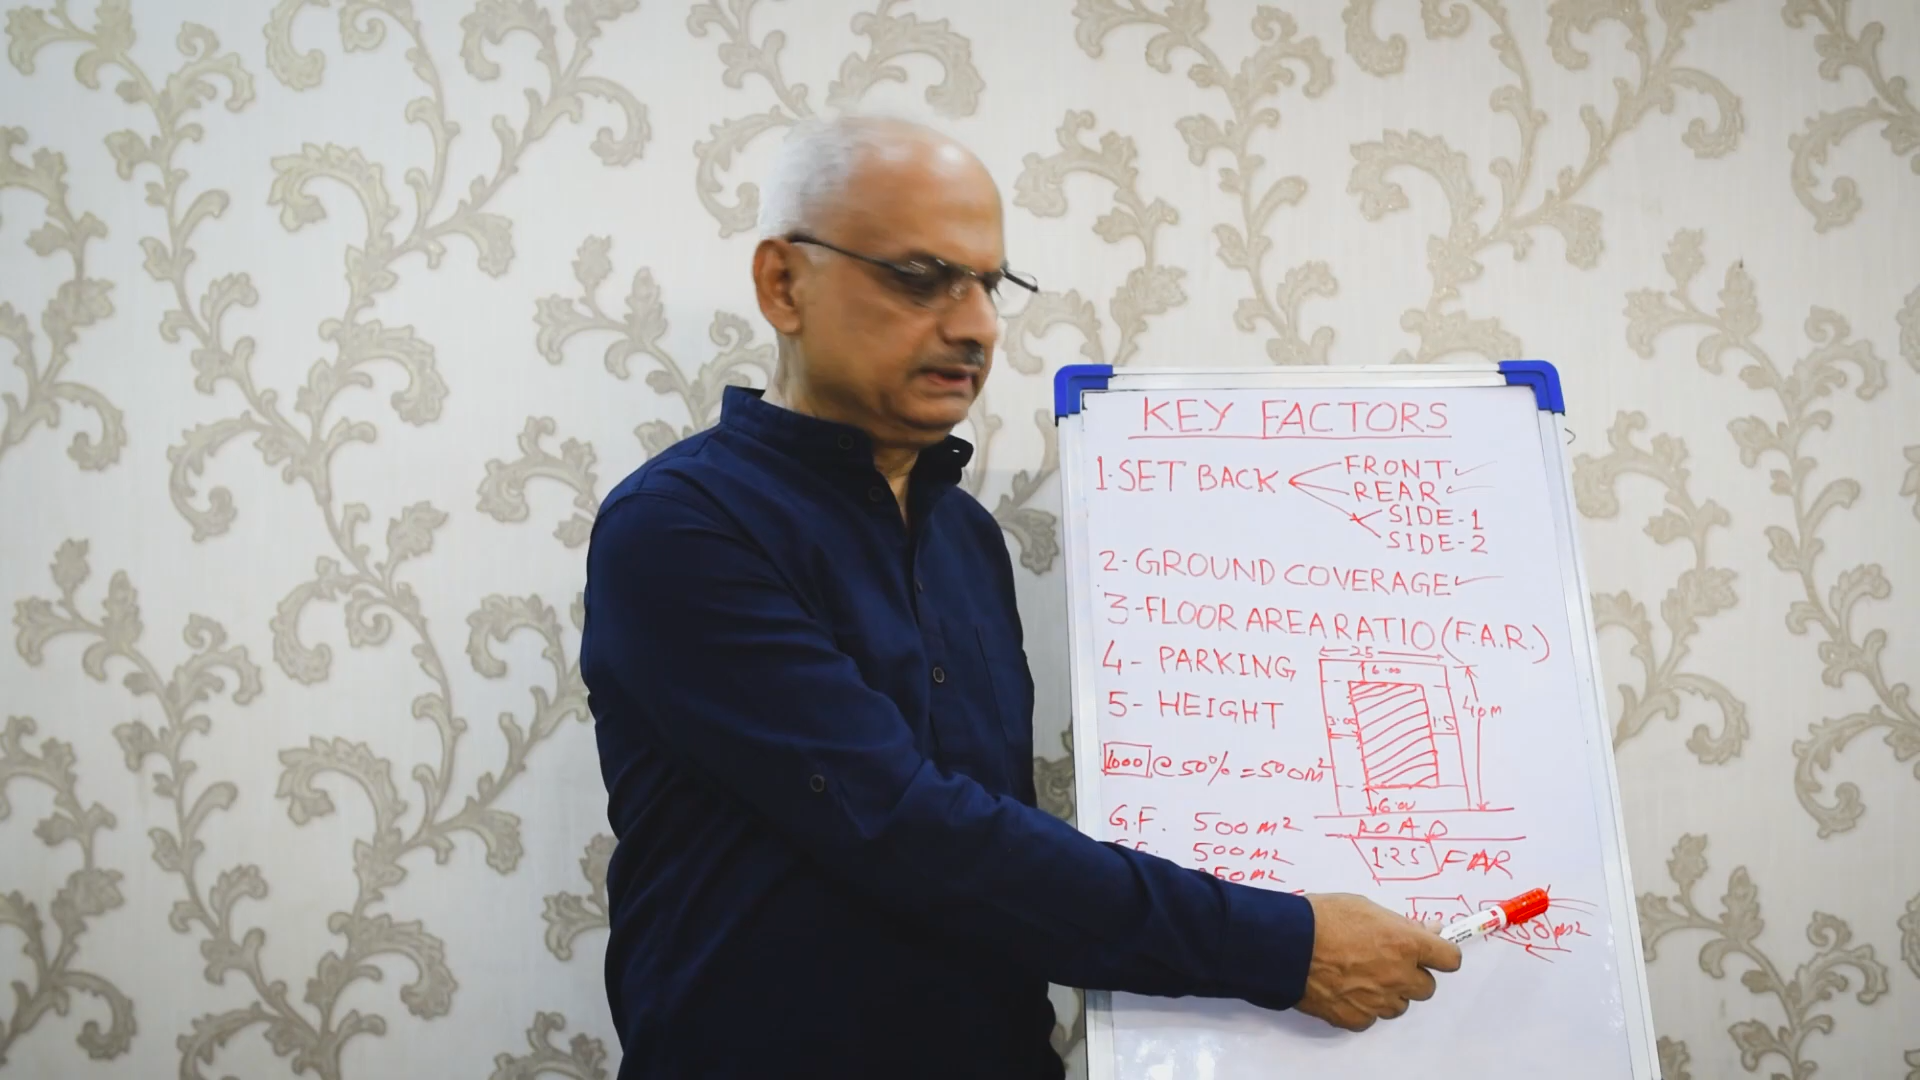 KEY FACTORS
1. SET BACK
FRONT
REAR
SIDE-1
SIDE-2
2- GROUND COVERAGE
3- FLOOR AREA RATIO (F.A.R.)
4- PARKING
5- HEIGHT
25
6.00
3.00
1.5
40M
6.00
ROAD
1000 @ 50% = 500M²
G.F. 500M²
500M²
1.25 FAR